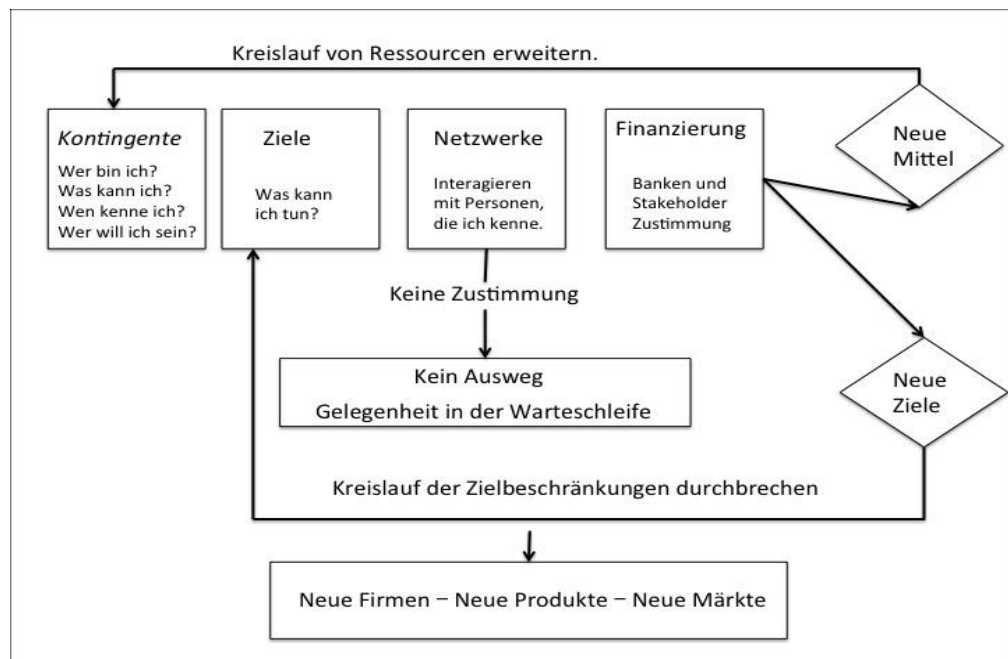 Kreislauf von Ressourcen erweitern.
Kontingente
Wer bin ich?
Was kann ich?
Wen kenne ich?
Wer will ich sein?
Ziele
Was kann
ich tun?
Netzwerke
Interagieren
mit Personen,
die ich kenne.
Finanzierung
Banken und
Stakeholder
Zustimmung
Neue
Mittel
Keine Zustimmung
Kein Ausweg
Gelegenheit in der Warteschleife
Neue
Ziele
Kreislauf der Zielbeschränkungen durchbrechen
Neue Firmen – Neue Produkte – Neue Märkte